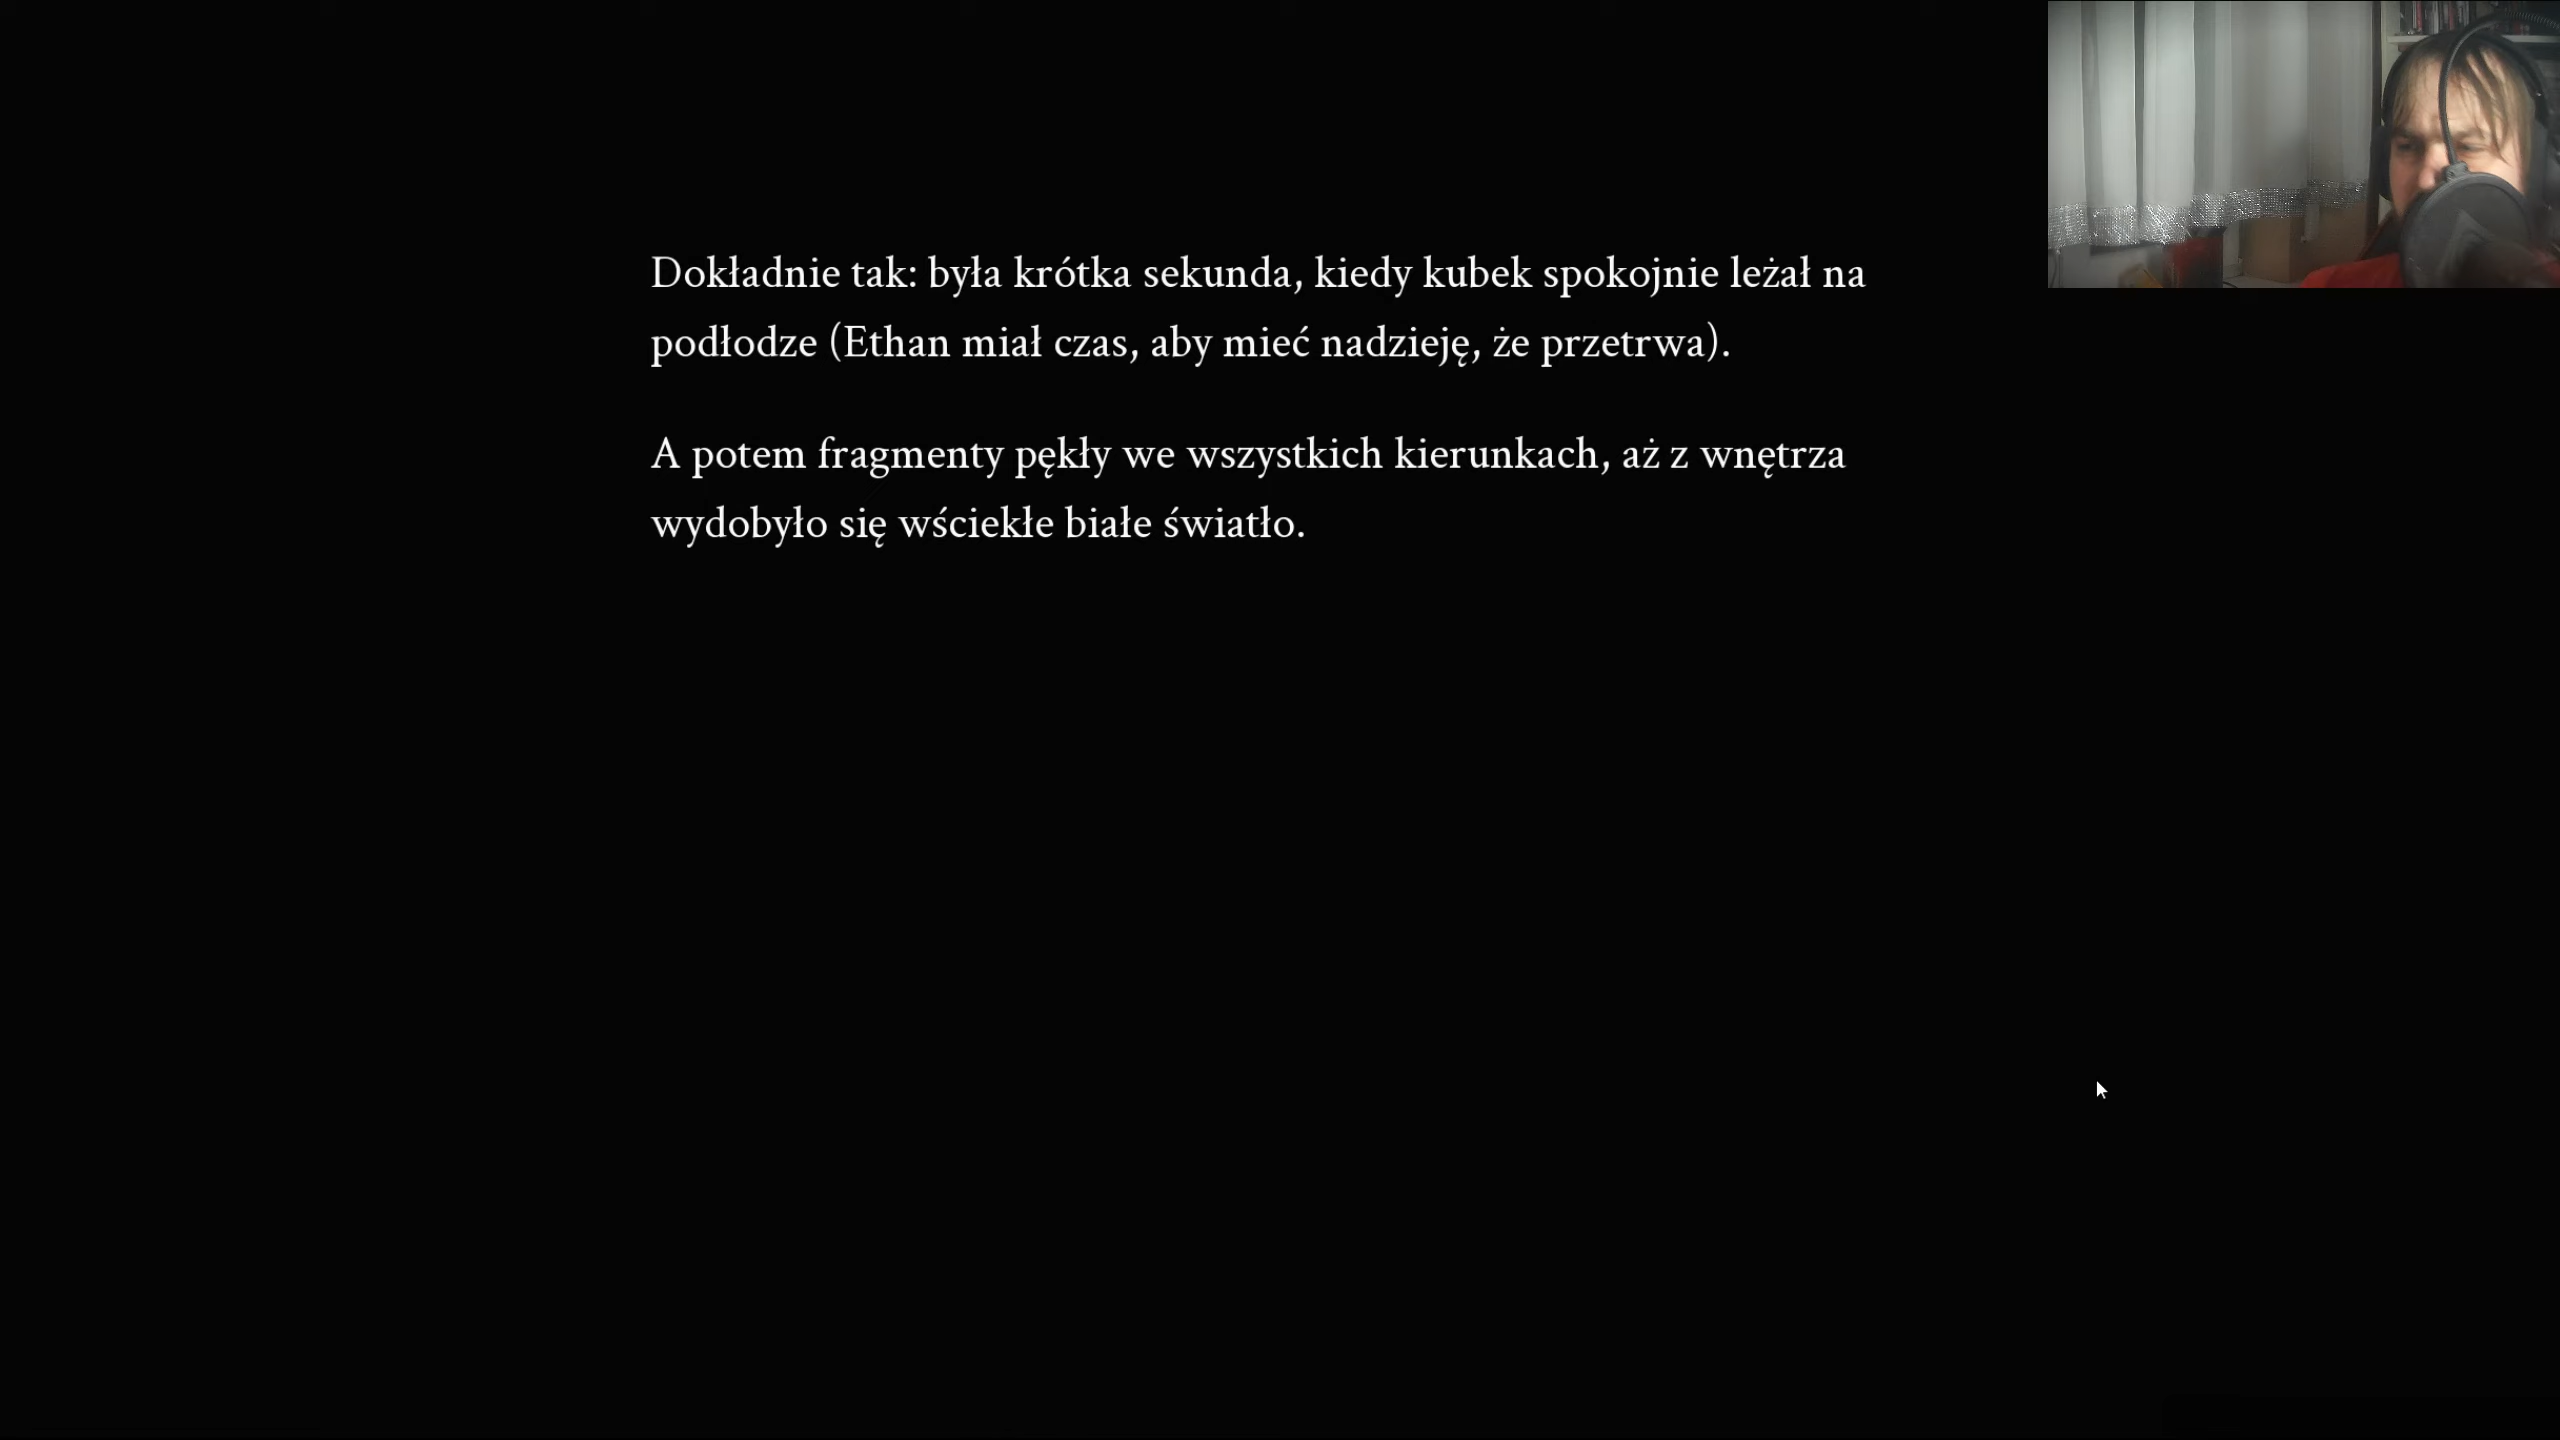 Dokładnie tak: była krótka sekunda, kiedy kubek spokojnie leżał na
podłodze (Ethan miał czas, aby mieć nadzieję, że przetrwa).
A potem fragmenty pękły we wszystkich kierunkach, aż z wnętrza
wydobyło się wściekłe białe światło.